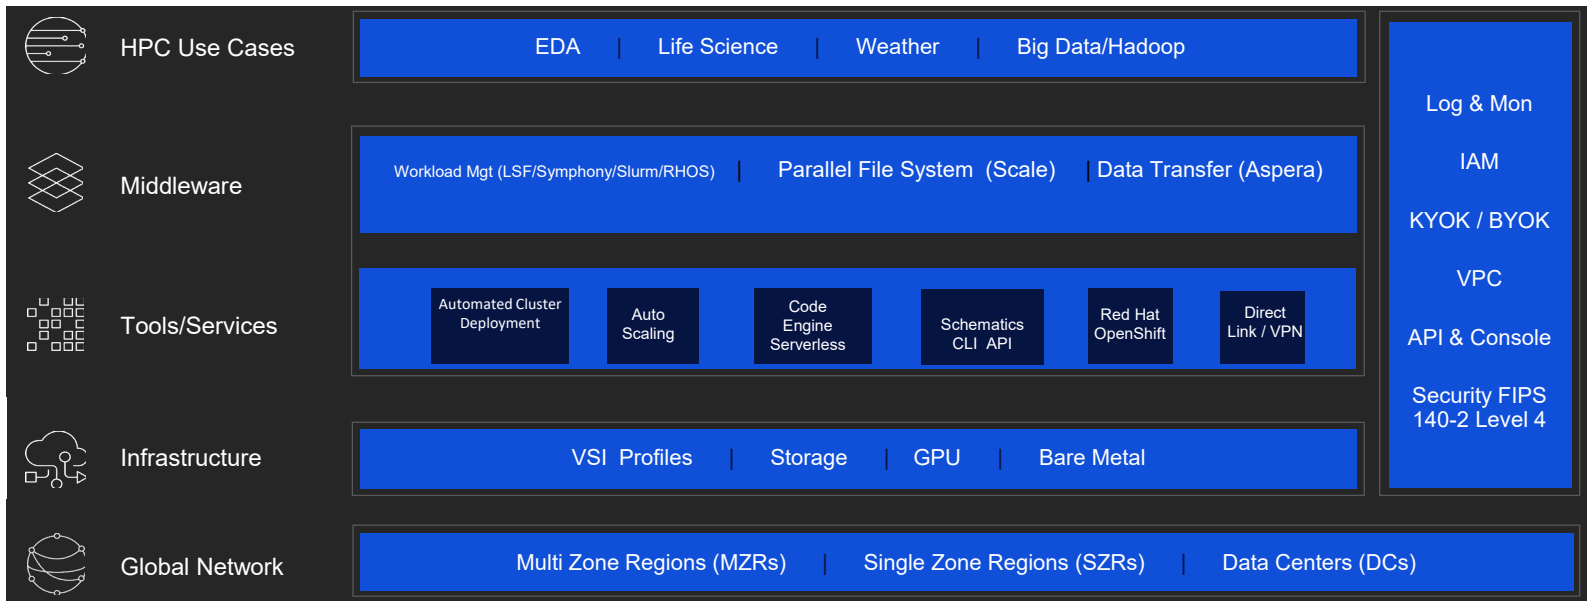 HPC Use Cases
EDA | Life Science | Weather | Big Data/Hadoop
Middleware
Workload Mgt (LSF/Symphony/Slurm/RHOS) | Parallel File System (Scale) | Data Transfer (Aspera)
Tools/Services
Automated Cluster
Deployment
Auto
Scaling
Code
Engine
Serverless
Schematics
CLI API
Red Hat
OpenShift
Direct
Link / VPN
Infrastructure
VSI Profiles | Storage | GPU | Bare Metal
Global Network
Multi Zone Regions (MZRs) | Single Zone Regions (SZRs) | Data Centers (DCs)
Log & Mon
IAM
KYOK / BYOK
VPC
API & Console
Security FIPS
140-2 Level 4